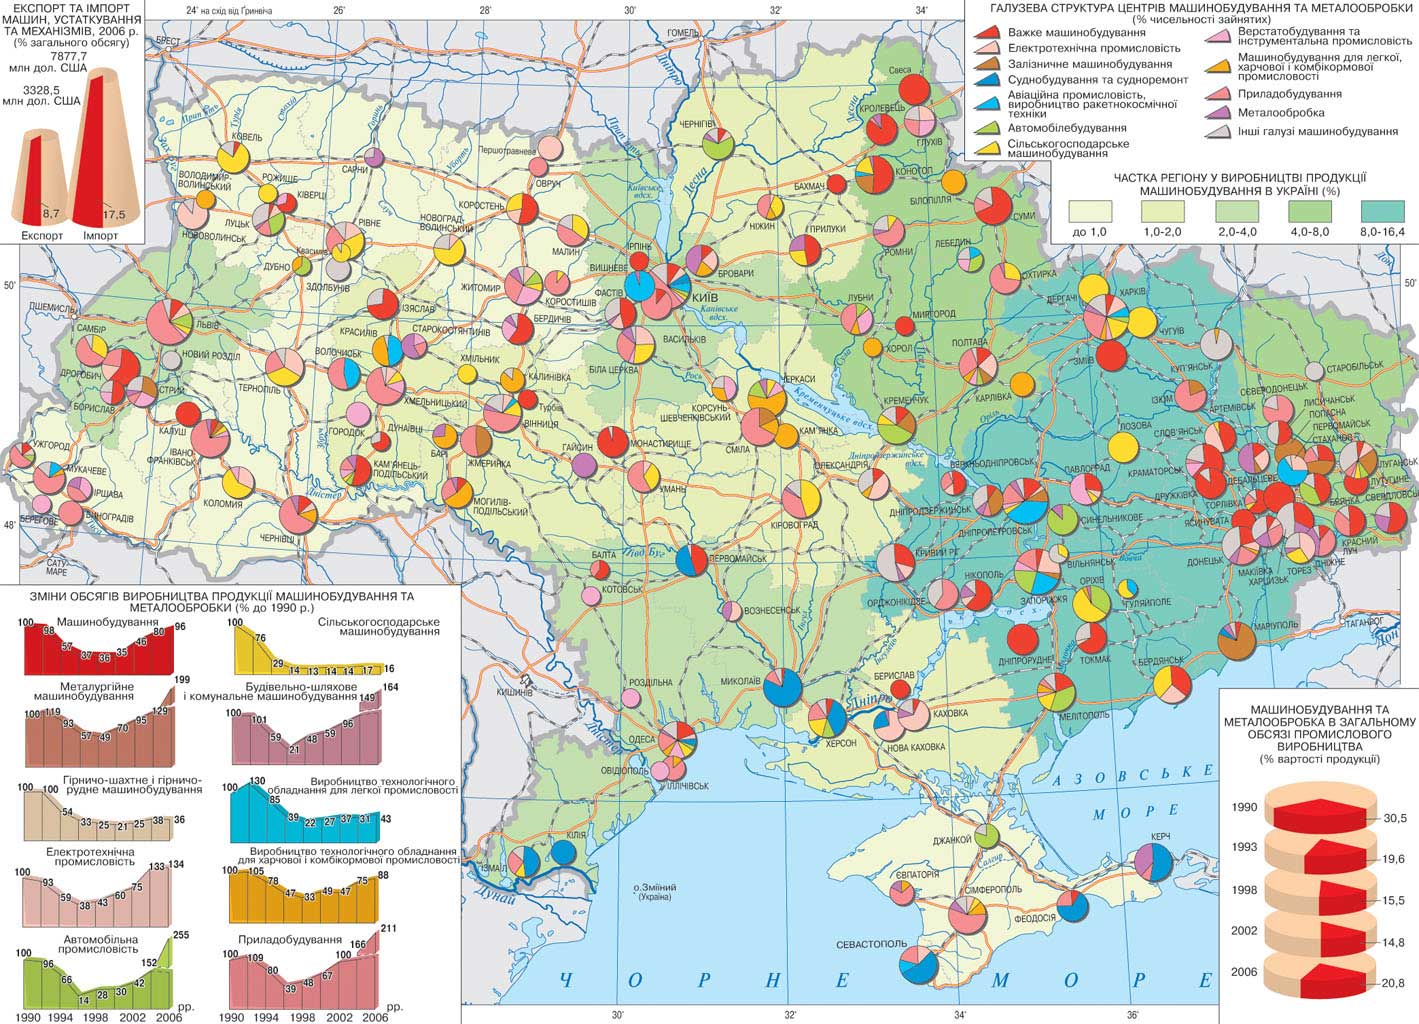 ЕКСПОРТ ТА ІМПОРТ
МАШИН, УСТАТКУВАННЯ
ТА МЕХАНІЗМІВ, 2006 р.
(% загального обсягу)
7877,7
млн дол. США
3328,5
млн дол. США
8,7
17,5
Експорт
Імпорт
24˚ на схід від Ґринвіча
26˚
28˚
30˚
32˚
34˚
ГАЛУЗЕВА СТРУКТУРА ЦЕНТРІВ МАШИНОБУДУВАННЯ ТА МЕТАЛООБРОБКИ
(% чисельності зайнятих)
Важке машинобудування
Електротехнічна промисловість
Залізничне машинобудування
Суднобудування та судноремонт
Авіаційна промисловість,
виробництво ракетнокосмічної
техніки
Автомобілебудування
Сільськогосподарське
машинобудування
Верстатобудування та
інструментальна промисловість
Машинобудування для легкої,
харчової і комбікормової
промисловості
Приладобудування
Металообробка
Інші галузі машинобудування
ЧАСТКА РЕГІОНУ У ВИРОБНИЦТВІ ПРОДУКЦІЇ
МАШИНОБУДУВАННЯ В УКРАЇНІ (%)
до 1,0
1,0-2,0
2,0-4,0
4,0-8,0
8,0-16,4
БРЕСТ
ГОМЕЛЬ
Дніпро
Десна
Свеса
КРОЛЕВЕЦЬ
ГЛУХІВ
ЧЕРНІГІВ
КОНОТОП
БАХМАЧ
БІЛОПІЛЛЯ
СУМИ
НІЖИН
ПРИЛУКИ
РОМНИ
ЛЕБЕДИН
ОХТИРКА
КОВЕЛЬ
ВОЛОДИМИР-
ВОЛИНСЬКИЙ
РОЖИЩЕ
КІВЕРЦІ
ЛУЦЬК
НОВОВОЛИНСЬК
РІВНЕ
Квасилів
ДУБНО
ЗДОЛБУНІВ
САРНИ
Першотравневе
ОВРУЧ
КОРОСТЕНЬ
НОВОГРАД-
ВОЛИНСЬКИЙ
МАЛИН
ЖИТОМИР
КОРОСТИШІВ
БЕРДИЧІВ
Прип'ять
Київське
вдсх.
ІРПІНЬ
ВИШНЕВЕ
БРОВАРИ
КИЇВ
ФАСТІВ
Канівське
вдсх.
ВАСИЛЬКІВ
БІЛА ЦЕРКВА
Рось
50˚
50˚
48˚
ПШЕМИСЛЬ
САМБІР
ЛЬВІВ
ДРОГОБИЧ
НОВИЙ РОЗДІЛ
СТРИЙ
БОРИСЛАВ
КАЛУШ
ІВАНО-
ФРАНКІВСЬК
КОЛОМИЯ
ЧЕРНІВЦІ
УЖГОРОД
МУКАЧЕВЕ
ІРШАВА
БЕРЕГОВЕ
ВИНОГРАДІВ
САТУ-
МАРЕ
ТЕРНОПІЛЬ
ІЗЯСЛАВ
КРАСИЛІВ
СТАРОКОСТЯНТИНІВ
ВОЛОЧИСЬК
ХМЕЛЬНИЦЬКИЙ
ГОРОДОК
ДУНАЇВЦІ
КАМ'ЯНЕЦЬ-
ПОДІЛЬСЬКИЙ
Дністер
ХМІЛЬНИК
КАЛИНІВКА
Турбів
ВІННИЦЯ
БАР
ЖМЕРИНКА
МОГИЛІВ-
ПОДІЛЬСЬКИЙ
ГАЙСИН
МОНАСТИРИЩЕ
УМАНЬ
КОРСУНЬ-
ШЕВЧЕНКІВСЬКИЙ
ЧЕРКАСИ
СМІЛА
КАМ'ЯНКА
Кременчуцьке вдсх.
ЛУБНИ
МИРГОРОД
ХОРОЛ
Сула
ПОЛТАВА
КАРЛІВКА
КРЕМЕНЧУК
Дніпродзержинське
вдсх.
ОЛЕКСАНДРІЯ
КІРОВОГРАД
ДЕРГАЧІ
ХАРКІВ
ЧУГУЇВ
ЗМІЇВ
КУП'ЯНСЬК
ІЗЮМ
ЛОЗОВА
Оріль
СТАРОБІЛЬСЬК
СЄВЄРОДОНЕЦЬК
ЛИСИЧАНСЬК
АРТЕМІВСЬК
ПОПАСНА
ПЕРВОМАЙСЬК
СТАХАНОВ
СЛОВ'ЯНСЬК
КРАМАТОРСЬК
ДРУЖКІВКА
ДЕБАЛЬЦЕВЕ
ГОРЛІВКА
ЛУГАНСЬК
ЛУТУГИНЕ
БРЯНКА
СВЕРДЛОВСЬК
ЯСИНУВАТА
ДОНЕЦЬК
МАКІЇВКА
ХАРЦИЗЬК
ТОРЕЗ
СНІЖНЕ
КРАСНИЙ
ЛУЧ
ВЕРХНЬОДНІПРОВСЬК
ПАВЛОГРАД
ДНІПРОДЗЕРЖИНСЬК
ДНІПРОПЕТРОВСЬК
СИНЕЛЬНИКОВЕ
КРИВИЙ РІГ
ВІЛЬНЯНСЬК
НІКОПОЛЬ
ОРДЖОНІКІДЗЕ
ЗАПОРІЖЖЯ
ОРІХІВ
ГУЛЯЙПОЛЕ
ДНІПРОРУДНЕ
ТОКМАК
МАРІУПОЛЬ
БЕРДЯНСЬК
МЕЛІТОПОЛЬ
ТАГАНРОГ
Дон
Півд. Буг
ПЕРВОМАЙСЬК
ВОЗНЕСЕНСЬК
БАЛТА
КОТОВСЬК
КИШИНІВ
РОЗДІЛЬНА
ОДЕСА
ОВІДІОПОЛЬ
ІЛЛІЧІВСЬК
МИКОЛАЇВ
ХЕРСОН
БЕРИСЛАВ
КАХОВКА
НОВА КАХОВКА
Дніпро
Інгулець
КІЛІЯ
ІЗМАЇЛ
Дунай
о.Зміїний
(Україна)
ДЖАНКОЙ
Салгир
ЄВПАТОРІЯ
СІМФЕРОПОЛЬ
ФЕОДОСІЯ
КЕРЧ
СЕВАСТОПОЛЬ
АЗОВСЬКЕ
МОРЕ
ЧОРНЕ МОРЕ
30˚
32˚
34˚
36˚
ЗМІНИ ОБСЯГІВ ВИРОБНИЦТВА ПРОДУКЦІЇ МАШИНОБУДУВАННЯ ТА
МЕТАЛООБРОБКИ (% до 1990 р.)
Машинобудування
100 98 57 37 36 35 46 80 96
Сільськогосподарське
машинобудування
100 76 29 14 13 14 14 17 16
Металургійне
машинобудування
100 119 93 57 49 70 95 129 199
Будівельно-шляхове
і комунальне машинобудування
100 101 59 21 48 59 96 149 164
Гірничо-шахтне і гірничо-
рудне машинобудування
100 100 54 33 25 21 25 38 36
Виробництво технологічного
обладнання для легкої промисловості
100 130 85 39 22 27 37 31 43
Електротехнічна
промисловість
100 93 59 38 43 60 75 133 134
Виробництво технологічного обладнання
для харчової і комбікормової промисловості
100 105 78 47 33 49 47 75 88
Автомобільна
промисловість
100 96 66 14 28 30 42 152 255
Приладобудування
100 109 80 39 48 67 100 166 211
1990 1994 1998 2002 2006 рр.
1990 1994 1998 2002 2006 рр.
МАШИНОБУДУВАННЯ ТА
МЕТАЛООБРОБКА В ЗАГАЛЬНОМУ
ОБСЯЗІ ПРОМИСЛОВОГО
ВИРОБНИЦТВА
(% вартості продукції)
1990 30,5
1993 19,6
1998 15,5
2002 14,8
2006 20,8